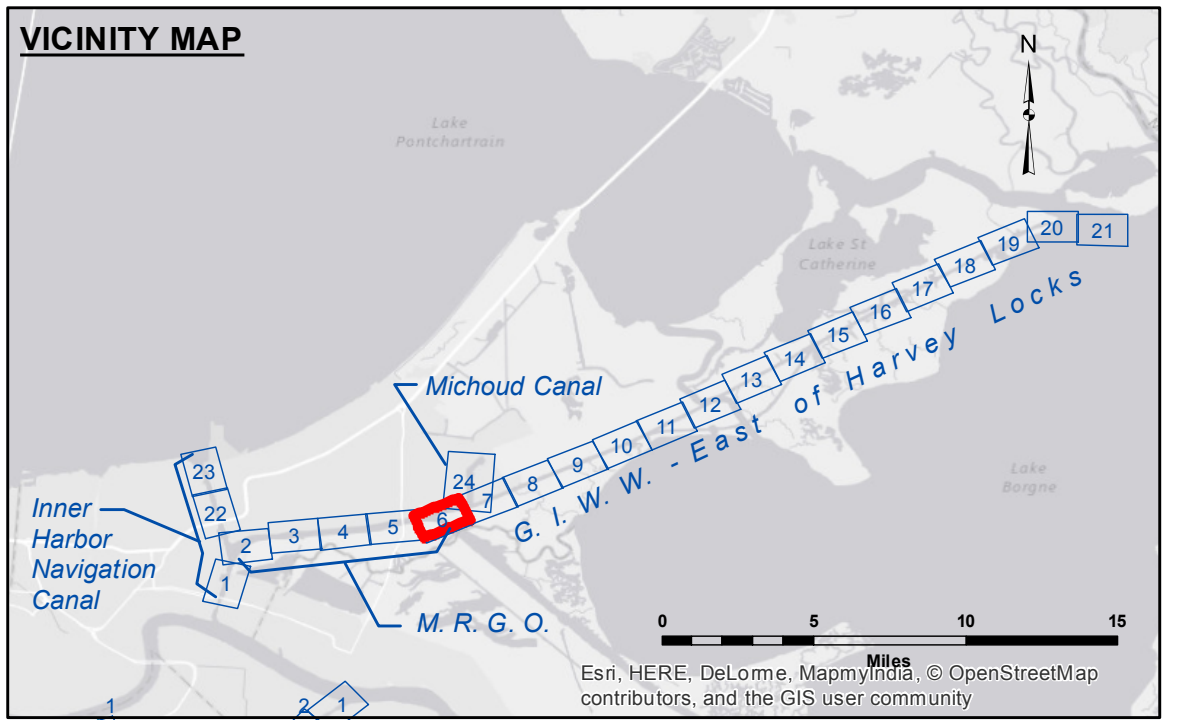 VICINITY MAP
N
Lake
Pontchartrain
Lake St
Catherine
20
21
19
18
17
16
15
14
13
12
11
10
9
8
7
24
6
5
4
3
2
23
22
1
G. I. W. W. - East of Harvey Locks
Michoud Canal
Lake
Borgne
Inner
Harbor
Navigation
Canal
M. R. G. O.
0 5 10 15
Miles
Esri, HERE, DeLorme, MapmyIndia, © OpenStreetMap
contributors, and the GIS user community
1
2
1